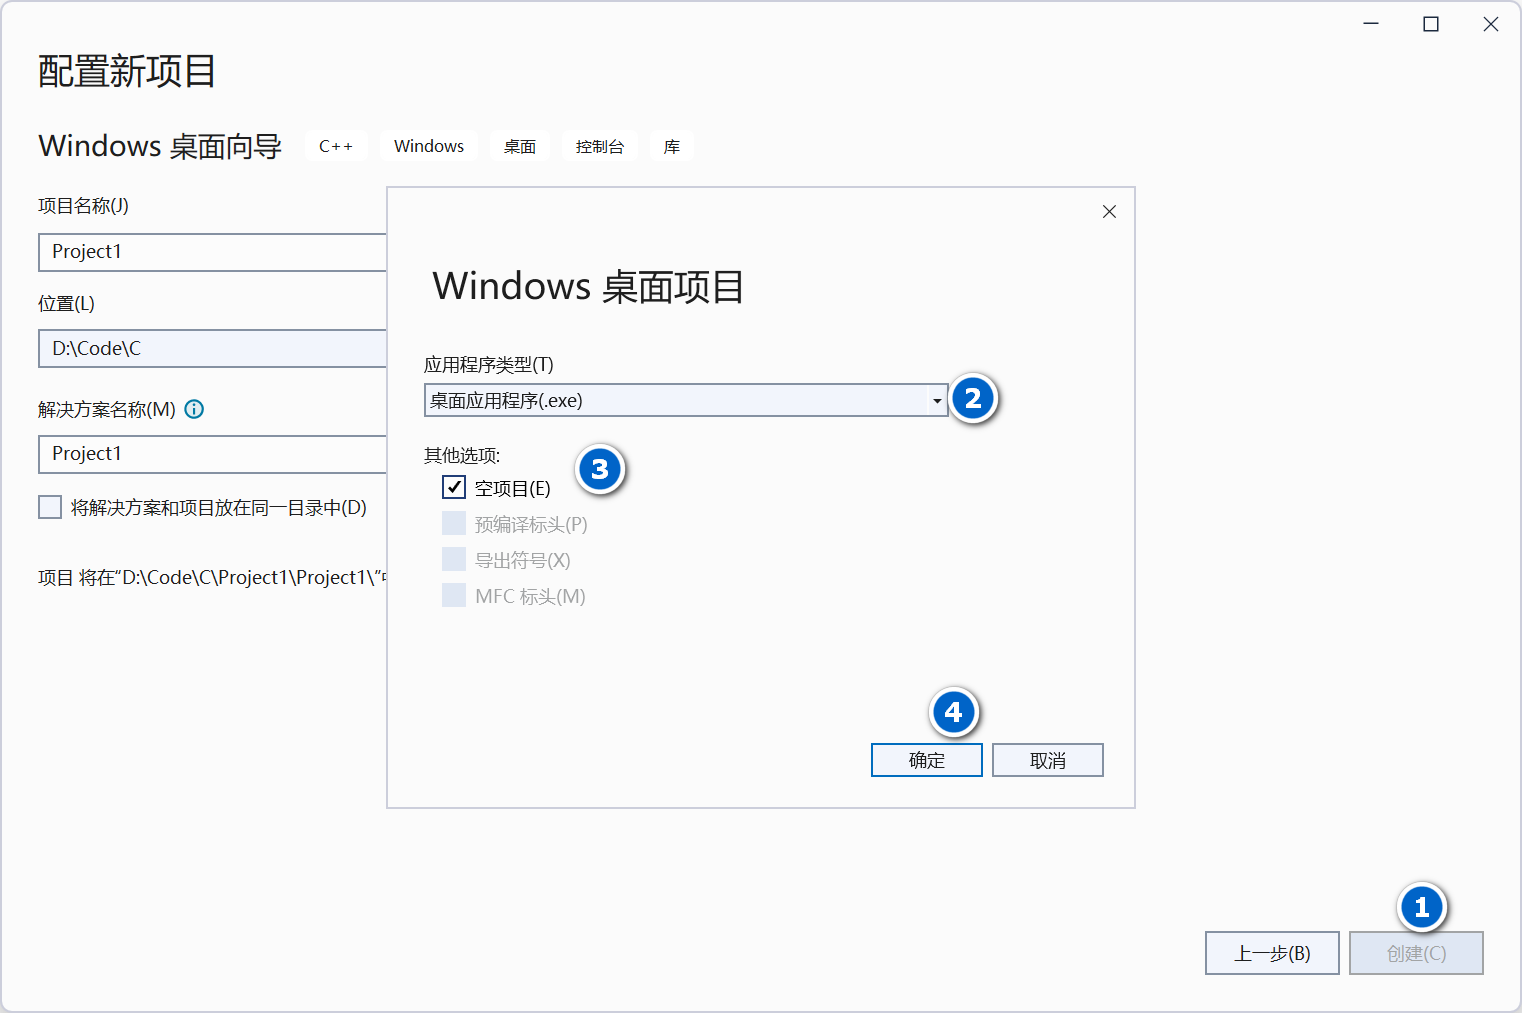 配置新项目
Windows 桌面向导 C++ Windows 桌面 控制台 库
项目名称(J)
Project1
位置(L)
D:\Code\C
解决方案名称(M)
Project1
将解决方案和项目放在同一目录中(D)
项目 将在“D:\Code\C\Project1\Project1\”
Windows 桌面项目
应用程序类型(T)
桌面应用程序(.exe)
2
其他选项:
3
空项目(E)
预编译标头(P)
导出符号(X)
MFC 标头(M)
4
确定 取消
1
上一步(B) 创建(C)